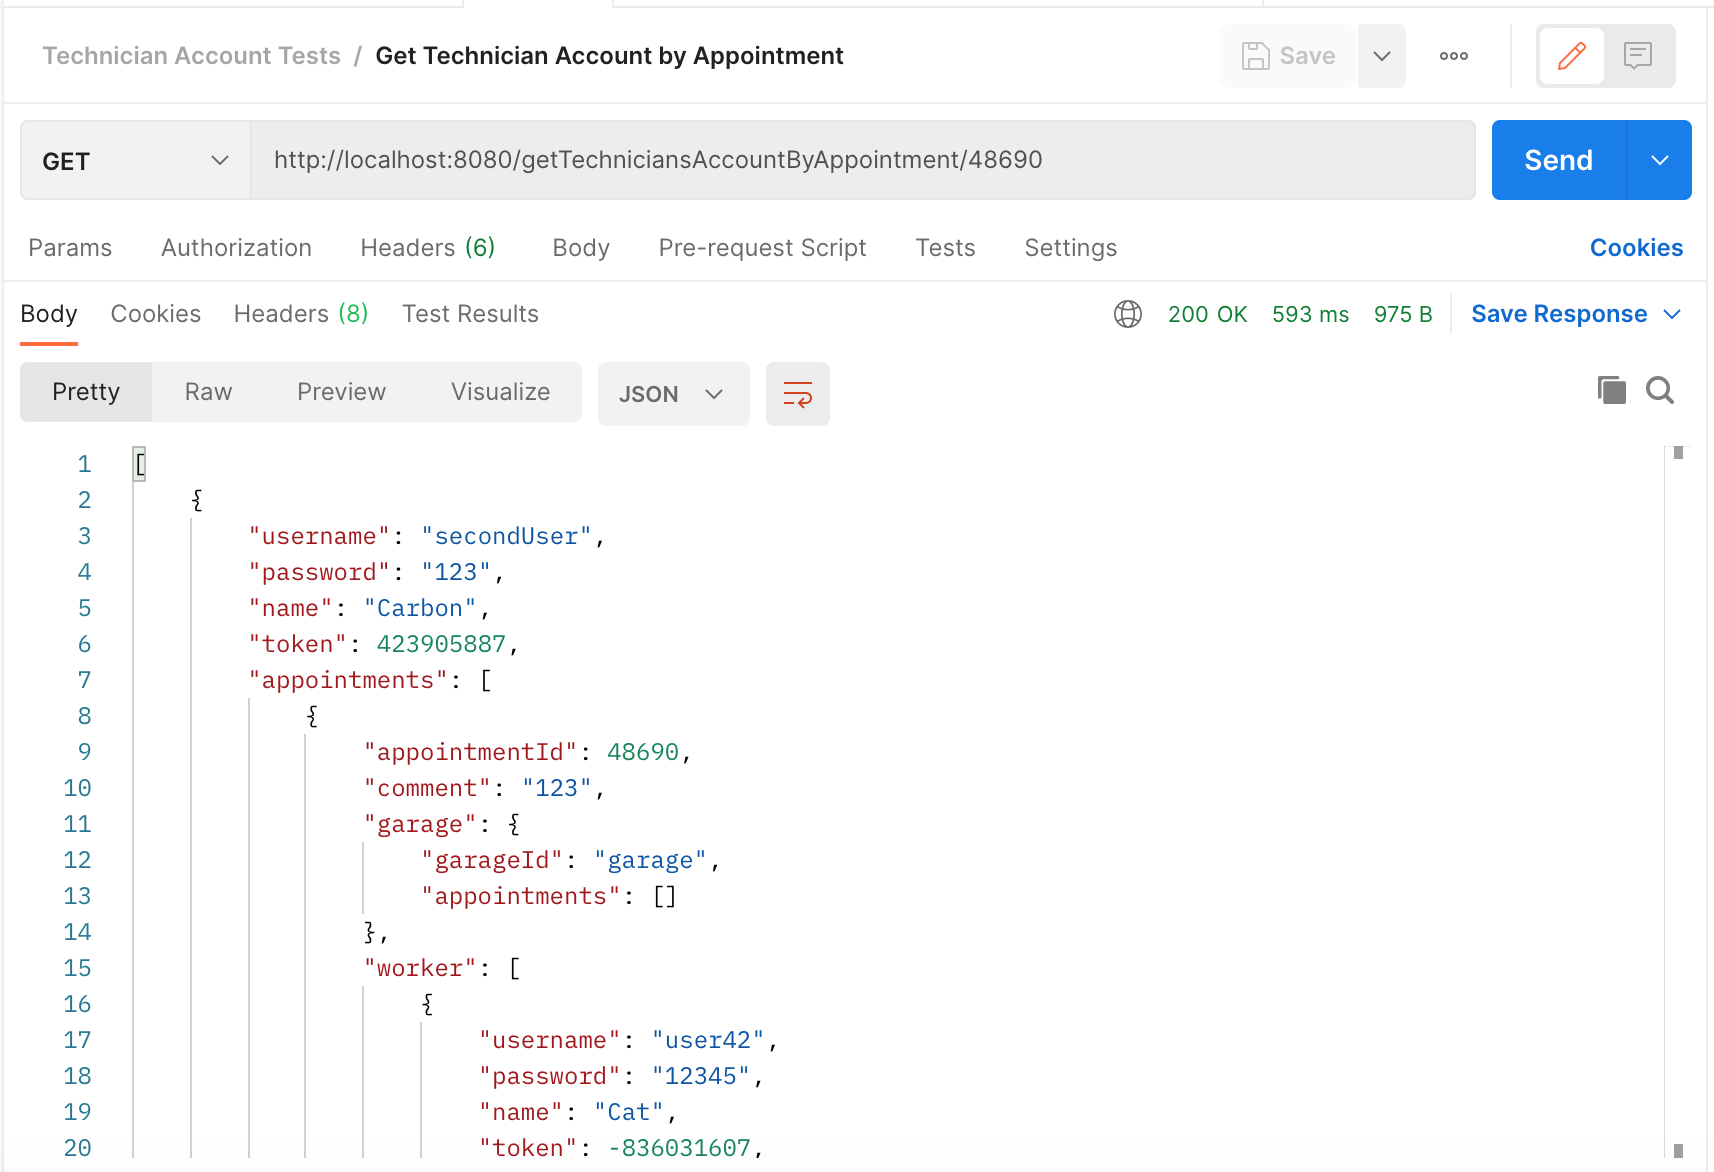 Technician Account Tests / Get Technician Account by Appointment
Save
GET
http://localhost:8080/getTechniciansAccountByAppointment/48690
Send
Params Authorization Headers (6) Body Pre-request Script Tests Settings Cookies
Body Cookies Headers (8) Test Results 200 OK 593 ms 975 B Save Response
Pretty Raw Preview Visualize JSON
1 [
2 {
3 "username": "secondUser",
4 "password": "123",
5 "name": "Carbon",
6 "token": 423905887,
7 "appointments": [
8 {
9 "appointmentId": 48690,
10 "comment": "123",
11 "garage": {
12 "garageId": "garage",
13 "appointments": []
14 },
15 "worker": [
16 {
17 "username": "user42",
18 "password": "12345",
19 "name": "Cat",
20 "token": -836031607,